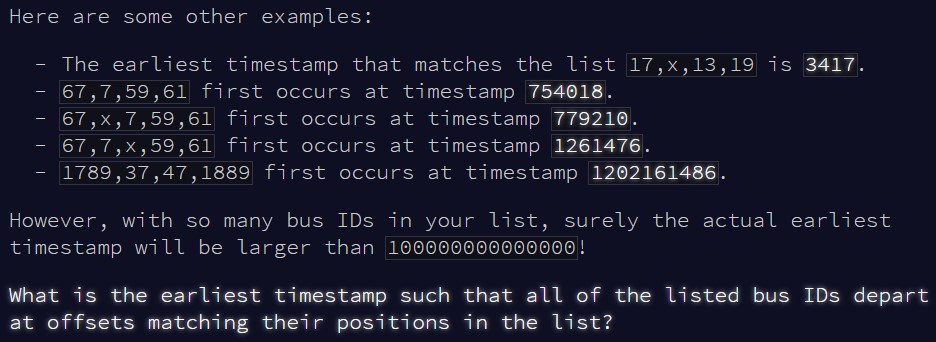 Here are some other examples:
- The earliest timestamp that matches the list 17,x,13,19 is 3417.
- 67,7,59,61 first occurs at timestamp 754018.
- 67,x,7,59,61 first occurs at timestamp 779210.
- 67,7,x,59,61 first occurs at timestamp 1261476.
- 1789,37,47,1889 first occurs at timestamp 1202161486.
However, with so many bus IDs in your list, surely the actual earliest
timestamp will be larger than 100000000000000!
What is the earliest timestamp such that all of the listed bus IDs depart
at offsets matching their positions in the list?